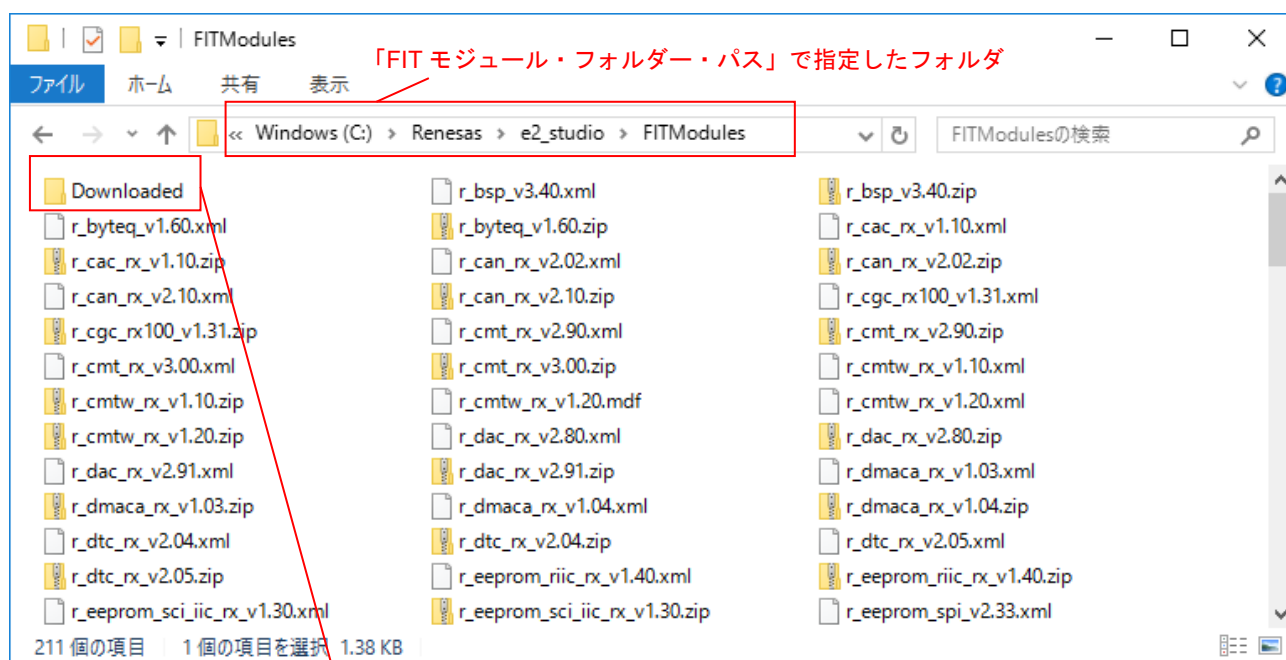 FITModules
「FIT モジュール・フォルダー・パス」で指定したフォルダ
ファイル ホーム 共有 表示
« Windows (C:) › Renesas › e2_studio › FITModules FITModulesの検索
Downloaded r_bsp_v3.40.xml r_bsp_v3.40.zip
r_byteq_v1.60.xml r_byteq_v1.60.zip r_cac_rx_v1.10.xml
r_cac_rx_v1.10.zip r_can_rx_v2.02.xml r_can_rx_v2.02.zip
r_can_rx_v2.10.xml r_can_rx_v2.10.zip r_cgc_rx100_v1.31.xml
r_cgc_rx100_v1.31.zip r_cmt_rx_v2.90.xml r_cmt_rx_v2.90.zip
r_cmt_rx_v3.00.xml r_cmt_rx_v3.00.zip r_cmtw_rx_v1.10.xml
r_cmtw_rx_v1.10.zip r_cmtw_rx_v1.20.mdf r_cmtw_rx_v1.20.xml
r_cmtw_rx_v1.20.zip r_dac_rx_v2.80.xml r_dac_rx_v2.80.zip
r_dac_rx_v2.91.xml r_dac_rx_v2.91.zip r_dmaca_rx_v1.03.xml
r_dmaca_rx_v1.03.zip r_dmaca_rx_v1.04.xml r_dmaca_rx_v1.04.zip
r_dtc_rx_v2.04.xml r_dtc_rx_v2.04.zip r_dtc_rx_v2.05.xml
r_dtc_rx_v2.05.zip r_eeprom_riic_rx_v1.40.xml r_eeprom_riic_rx_v1.40.zip
r_eeprom_sci_iic_rx_v1.30.xml r_eeprom_sci_iic_rx_v1.30.zip r_eeprom_spi_v2.33.xml
211 個の項目 1 個の項目を選択 1.38 KB